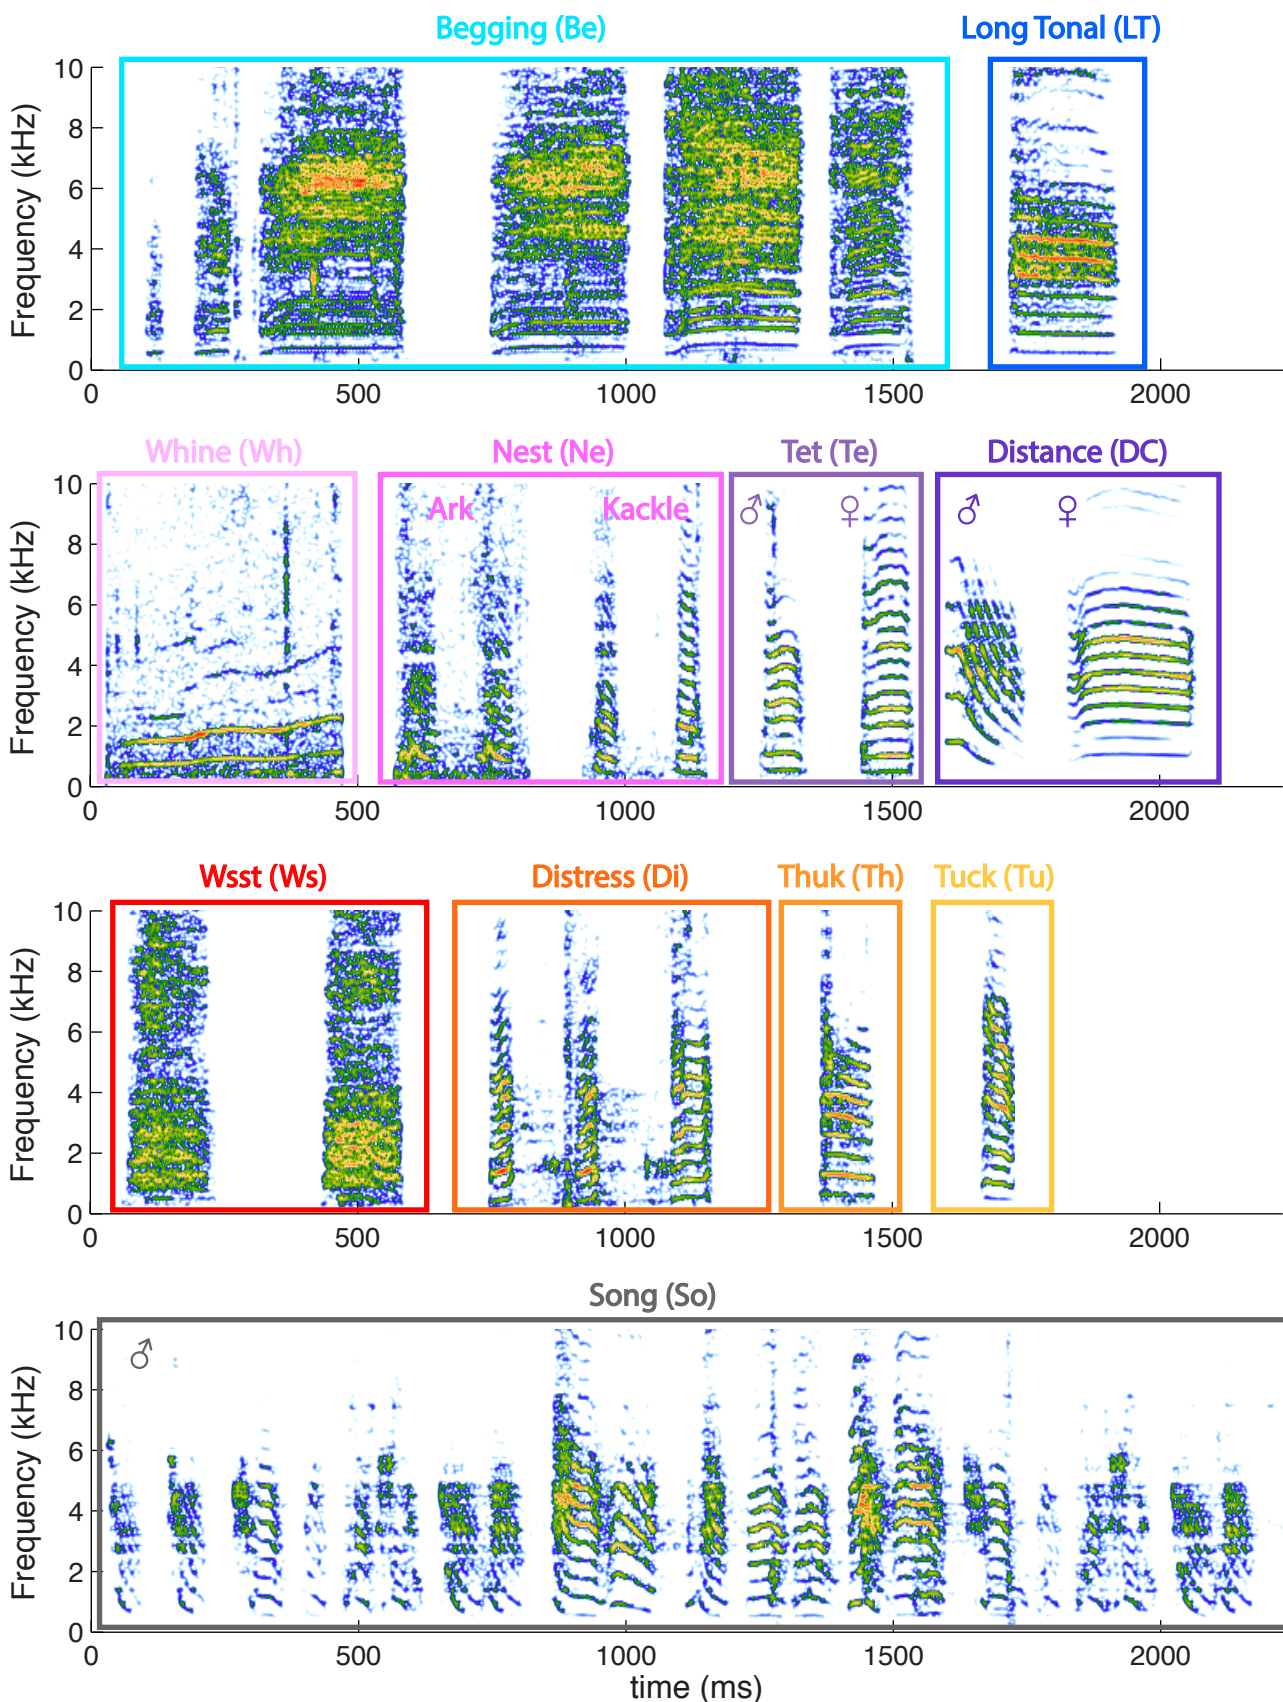 Begging (Be) Long Tonal (LT)
10
8
6
4
2
0
Frequency (kHz)
0 500 1000 1500 2000
Whine (Wh) Nest (Ne) Tet (Te) Distance (DC)
Ark Kackle ♂ ♀ ♂ ♀
10
8
6
4
2
0
Frequency (kHz)
0 500 1000 1500 2000
Wsst (Ws) Distress (Di) Thuk (Th) Tuck (Tu)
10
8
6
4
2
0
Frequency (kHz)
0 500 1000 1500 2000
Song (So)
♂
10
8
6
4
2
0
Frequency (kHz)
0 500 1000 1500 2000
time (ms)